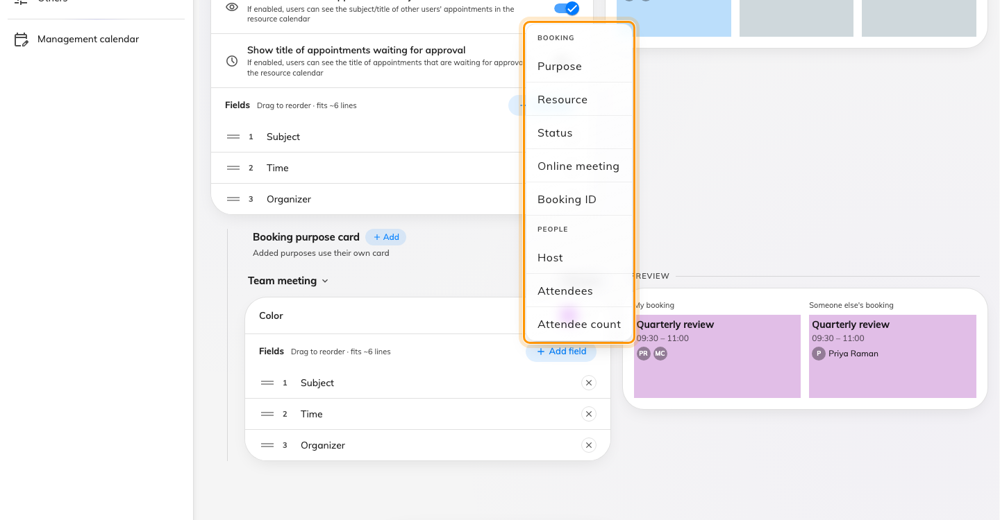 Management calendar
If enabled, users can see the subject/title of other users' appointments in the
resource calendar
Show title of appointments waiting for approval
If enabled, users can see the title of appointments that are waiting for
the resource calendar
Fields Drag to reorder · fits ~6 lines
1 Subject
2 Time
3 Organizer
BOOKING
Purpose
Resource
Status
Online meeting
Booking ID
PEOPLE
Host
Attendees
Attendee count
Booking purpose card + Add
Added purposes use their own card
Team meeting
Color
Fields Drag to reorder · fits ~6 lines + Add field
1 Subject
2 Time
3 Organizer
My booking
Quarterly review
09:30 – 11:00
PR MC
Someone else's booking
Quarterly review
09:30 – 11:00
P Priya Raman